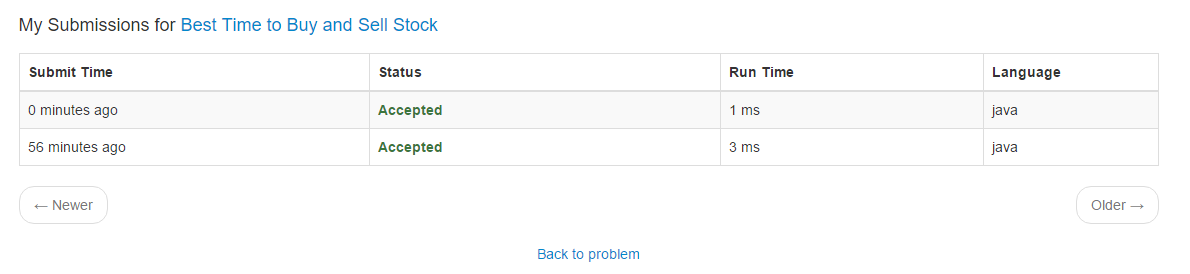 My Submissions for Best Time to Buy and Sell Stock
Submit Time Status Run Time Language
0 minutes ago Accepted 1 ms java
56 minutes ago Accepted 3 ms java
← Newer Older →
Back to problem